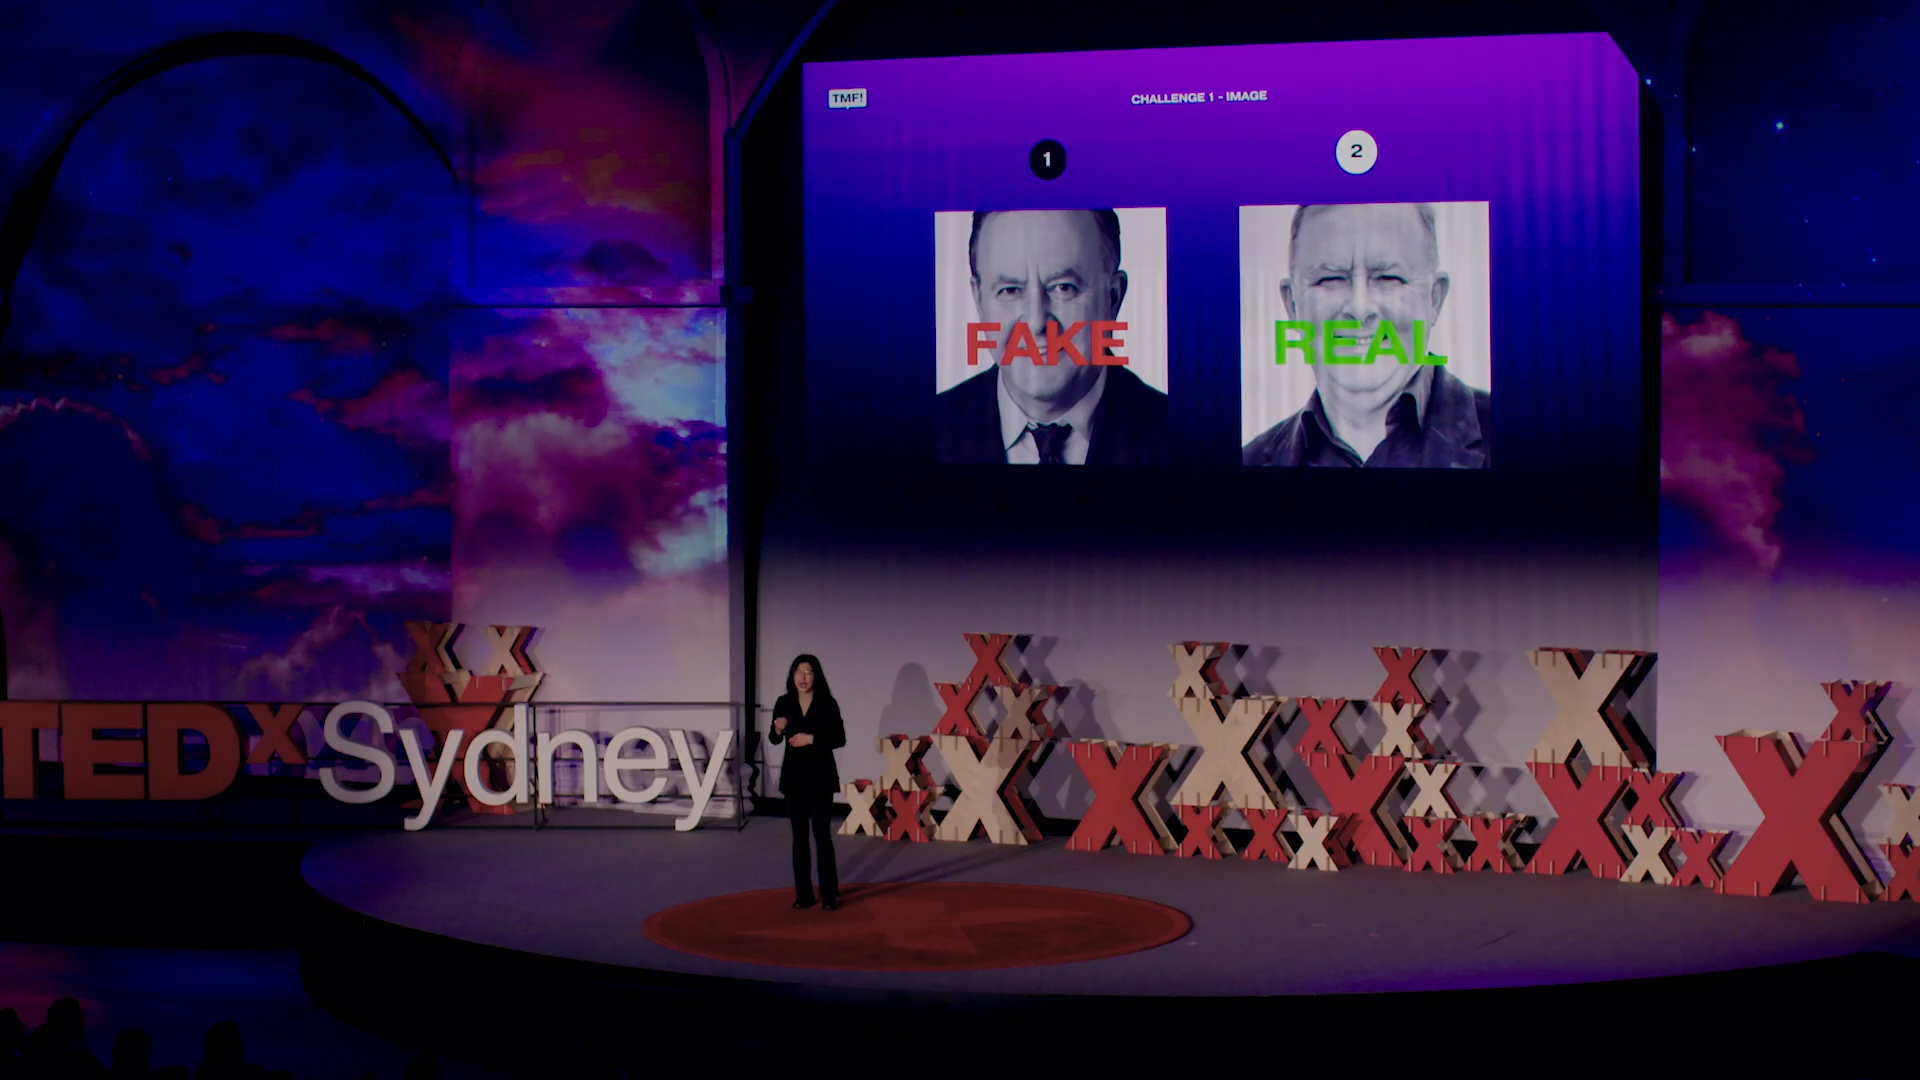 TMF!
CHALLENGE 1 - IMAGE
1
2
FAKE
REAL
TEDxSydney